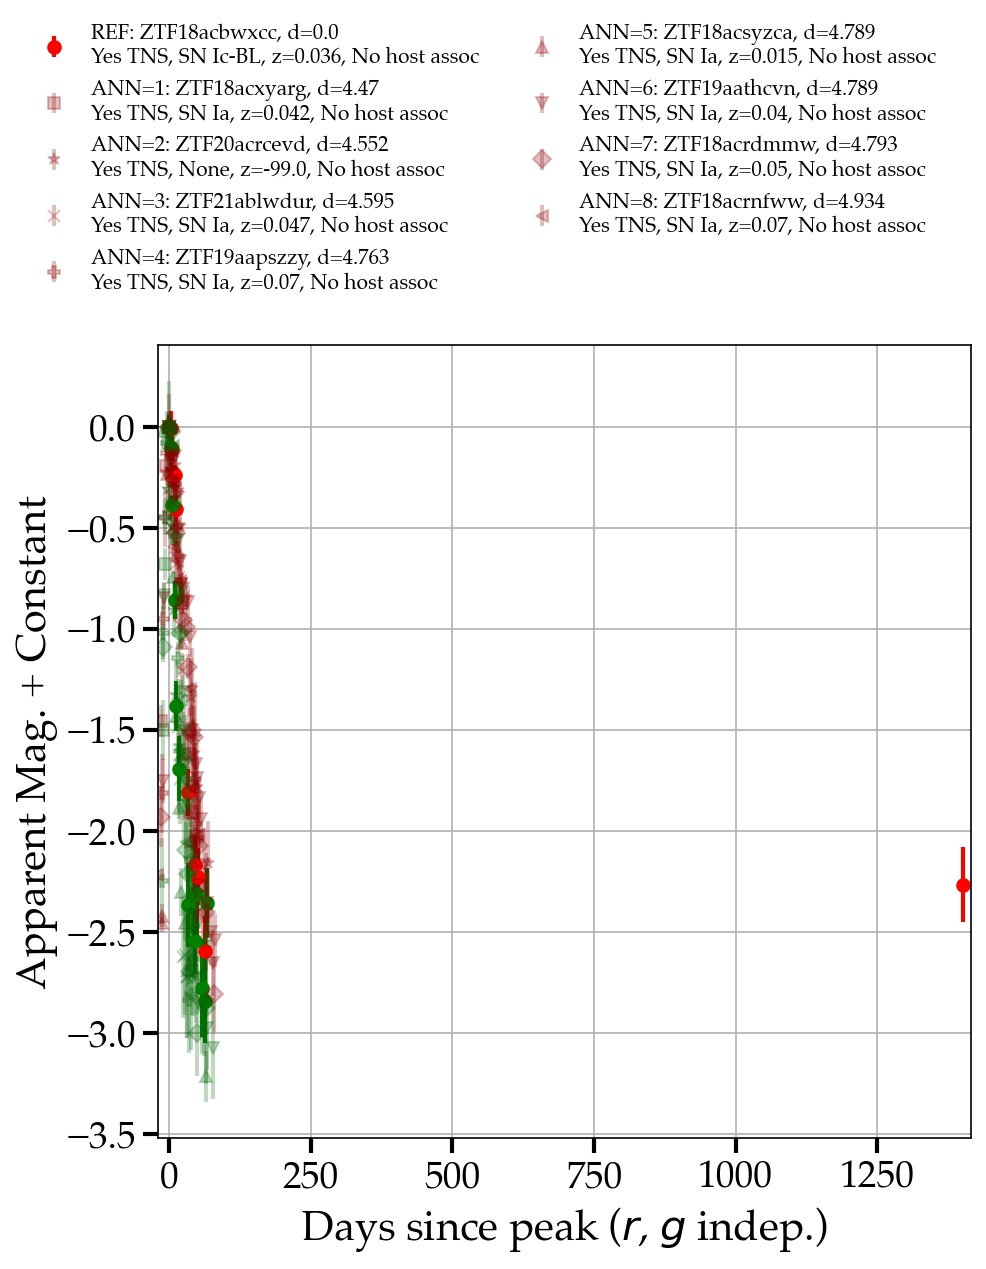 REF: ZTF18acbwxcc, d=0.0
Yes TNS, SN Ic-BL, z=0.036, No host assoc
ANN=1: ZTF18acxyarg, d=4.47
Yes TNS, SN Ia, z=0.042, No host assoc
ANN=2: ZTF20acrcevd, d=4.552
Yes TNS, None, z=-99.0, No host assoc
ANN=3: ZTF21ablwdur, d=4.595
Yes TNS, SN Ia, z=0.047, No host assoc
ANN=4: ZTF19aapszzy, d=4.763
Yes TNS, SN Ia, z=0.07, No host assoc
ANN=5: ZTF18acsyzca, d=4.789
Yes TNS, SN Ia, z=0.015, No host assoc
ANN=6: ZTF19aathcvn, d=4.789
Yes TNS, SN Ia, z=0.04, No host assoc
ANN=7: ZTF18acrdmmw, d=4.793
Yes TNS, SN Ia, z=0.05, No host assoc
ANN=8: ZTF18acrnfww, d=4.934
Yes TNS, SN Ia, z=0.07, No host assoc
Apparent Mag. + Constant
0.0
−0.5
−1.0
−1.5
−2.0
−2.5
−3.0
−3.5
0 250 500 750 1000 1250
Days since peak (r, g indep.)